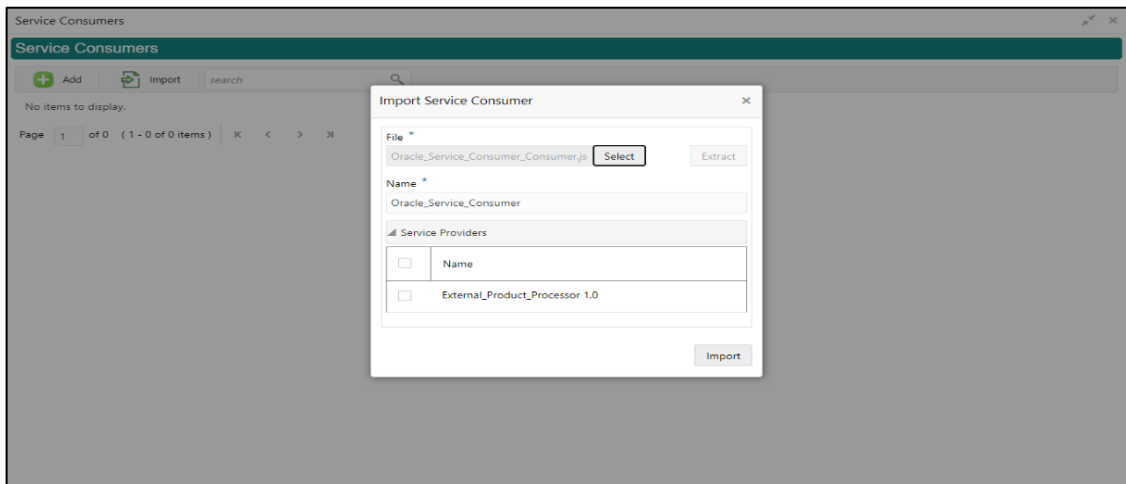 Service Consumers
Service Consumers
Add Import search
No items to display.
Page 1 of 0 ( 1 - 0 of 0 items )
Import Service Consumer
File *
Oracle_Service_Consumer_Consumer.js Select Extract
Name *
Oracle_Service_Consumer
Service Providers
Name
External_Product_Processor 1.0
Import